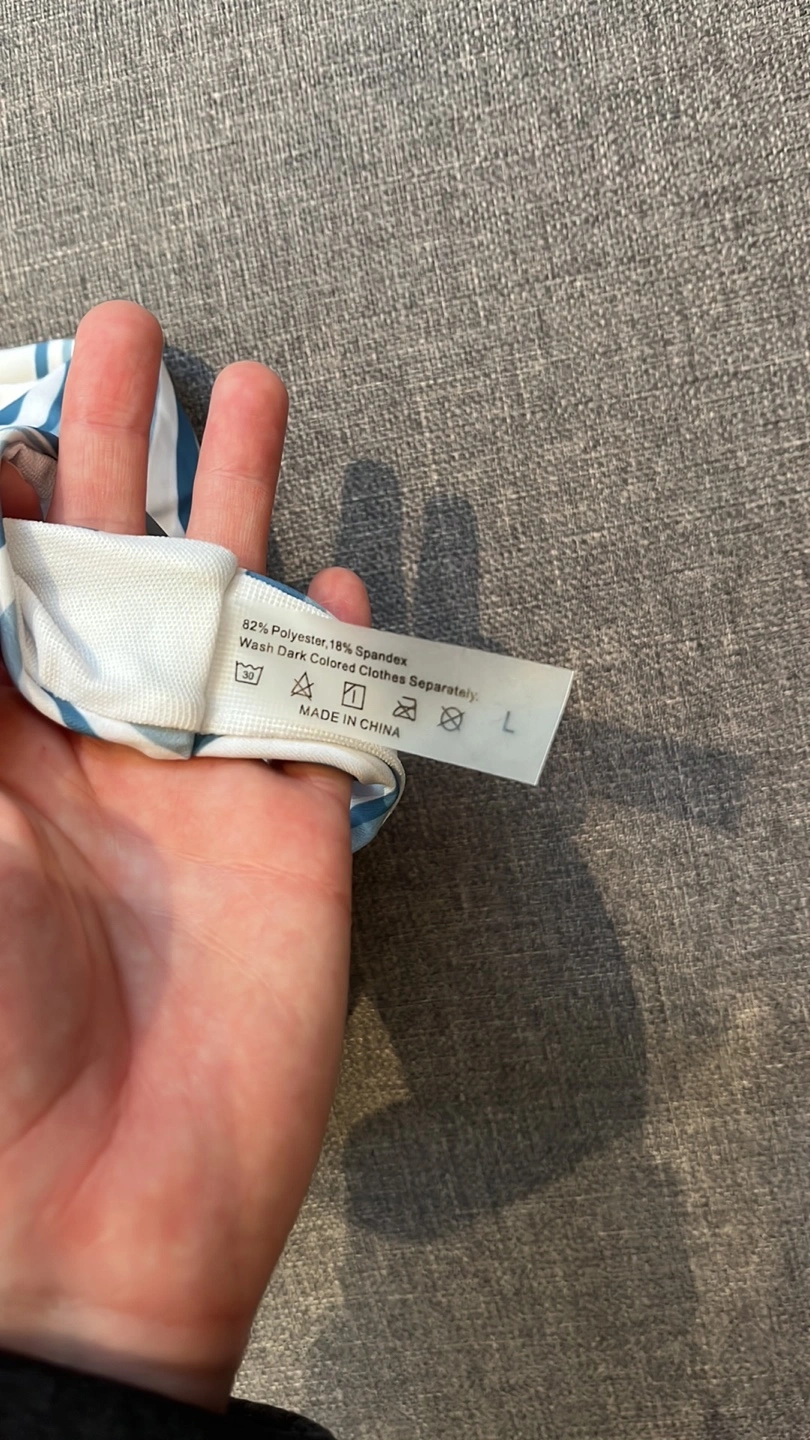 82% Polyester,18% Spandex
Wash Dark Colored Clothes Separately.
30
L
MADE IN CHINA